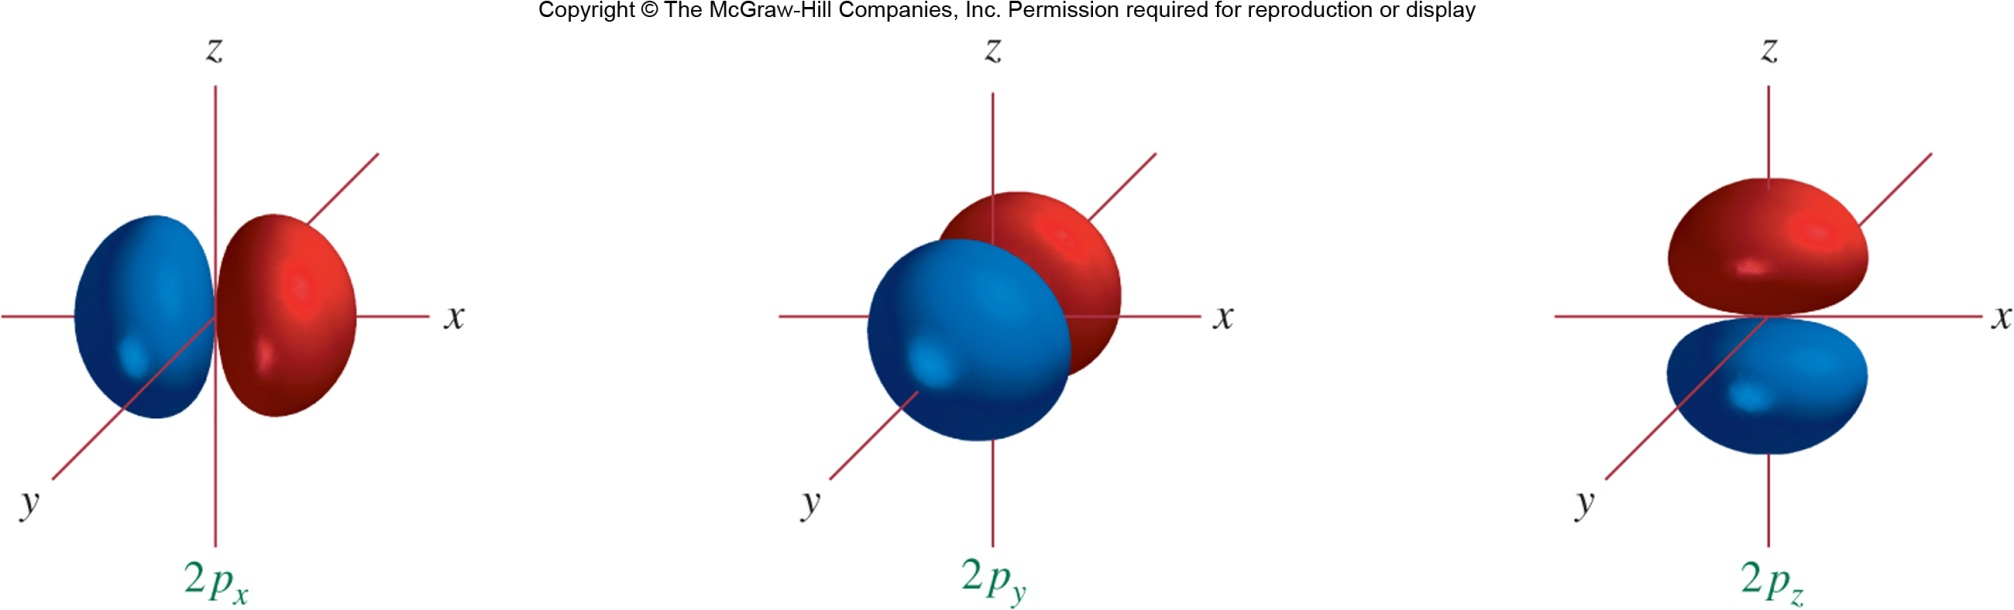 Copyright © The McGraw-Hill Companies, Inc. Permission required for reproduction or display
z
z
z
x
x
x
y
y
y
2px
2py
2pz